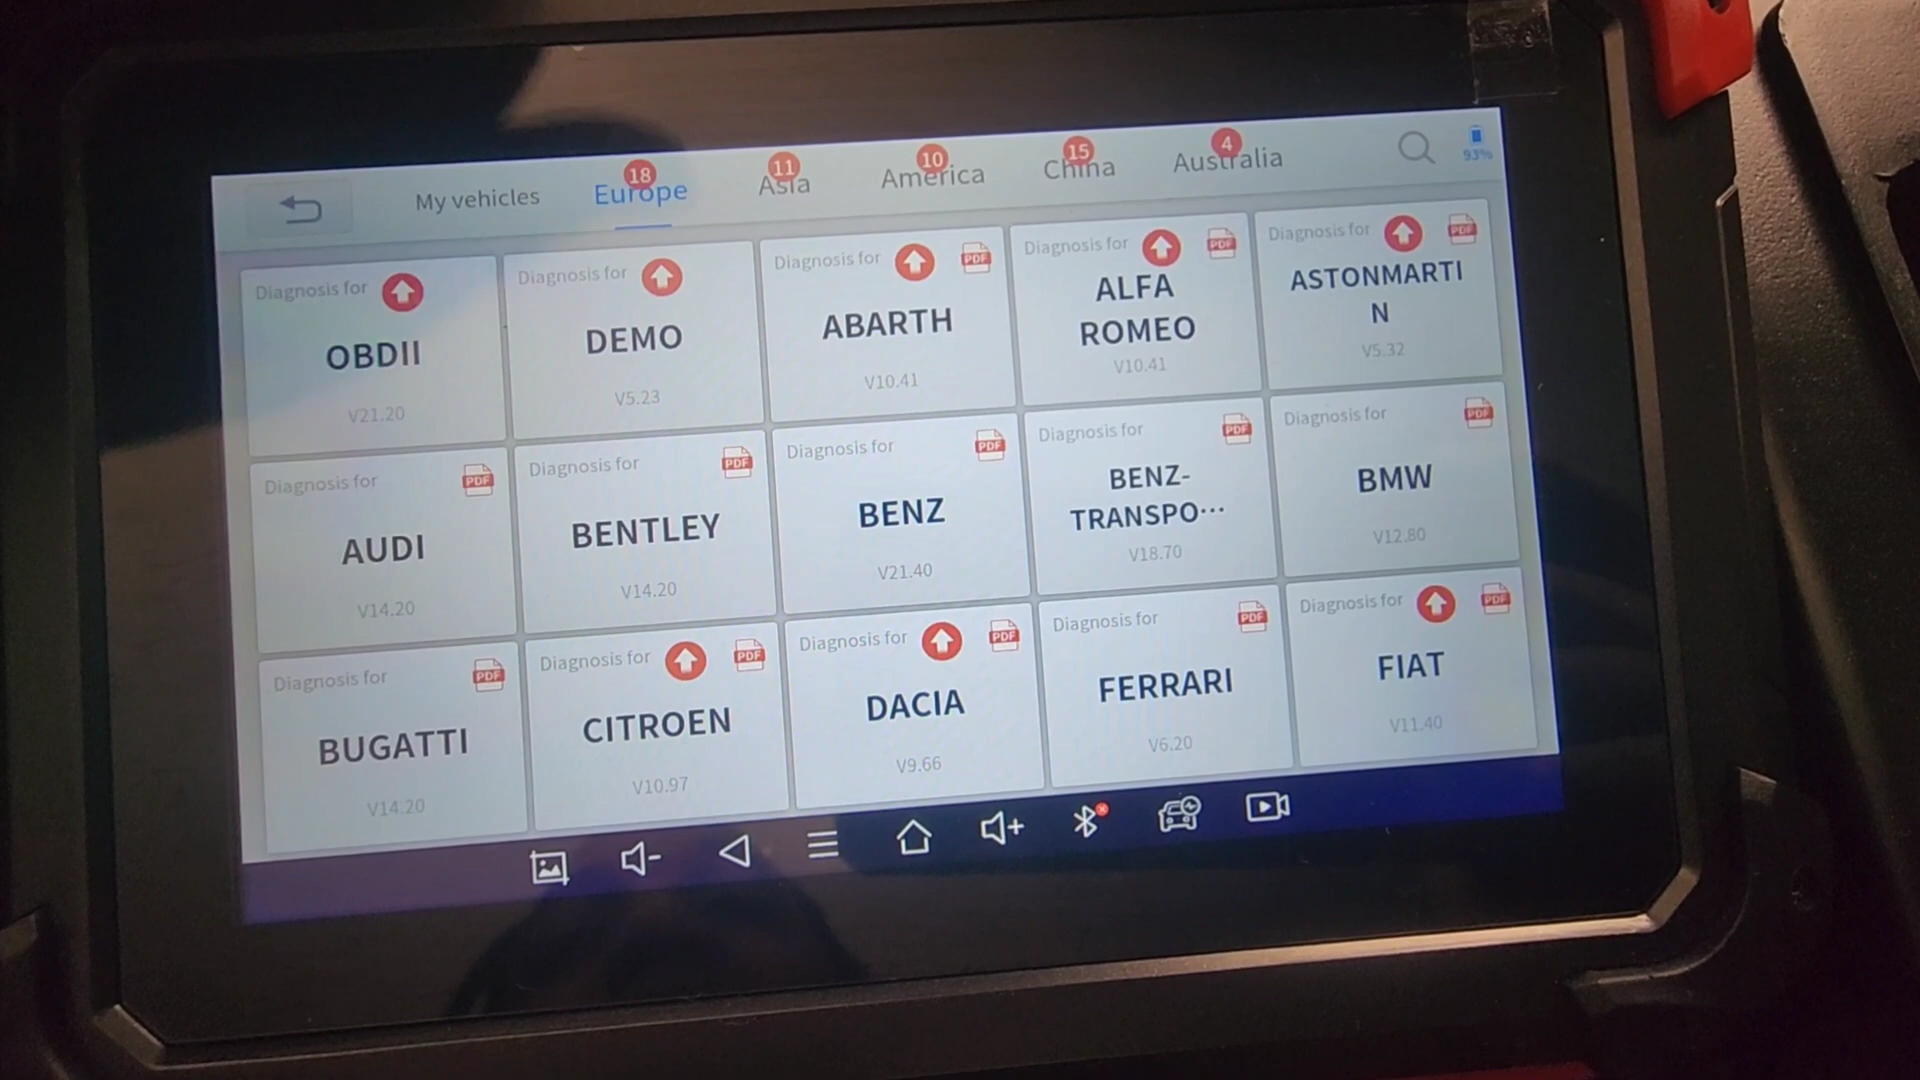 My vehicles
18
Europe
11
Asia
10
America
15
China
4
Australia
93%
Diagnosis for
OBDII
V21.20
Diagnosis for
DEMO
V5.23
Diagnosis for
PDF
ABARTH
V10.41
Diagnosis for
PDF
ALFA
ROMEO
V10.41
Diagnosis for
PDF
ASTONMARTI
N
V5.32
Diagnosis for
PDF
AUDI
V14.20
Diagnosis for
PDF
BENTLEY
V14.20
Diagnosis for
PDF
BENZ
V21.40
Diagnosis for
PDF
BENZ-
TRANSPO···
V18.70
Diagnosis for
PDF
BMW
V12.80
Diagnosis for
PDF
BUGATTI
V14.20
Diagnosis for
PDF
CITROEN
V10.97
Diagnosis for
PDF
DACIA
V9.66
Diagnosis for
PDF
FERRARI
V6.20
Diagnosis for
PDF
FIAT
V11.40